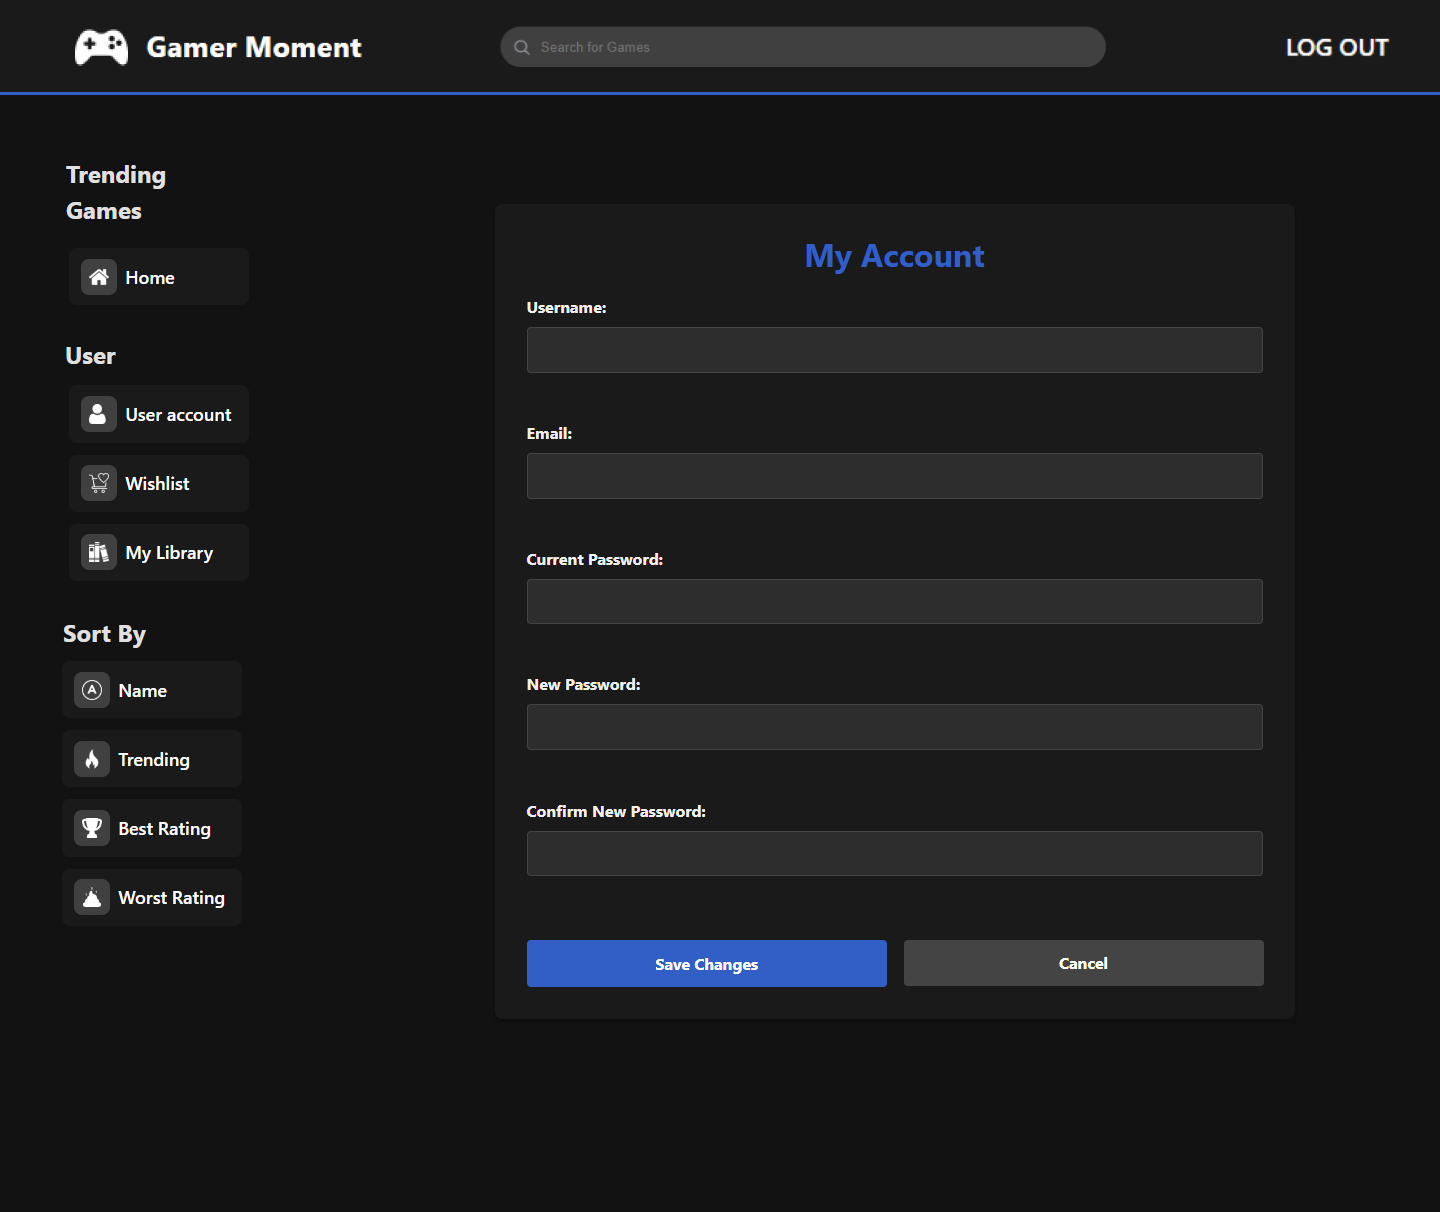 Gamer Moment
Search for Games
LOG OUT
Trending
Games
Home
User
User account
Wishlist
My Library
Sort By
A
Name
Trending
Best Rating
Worst Rating
My Account
Username:
Email:
Current Password:
New Password:
Confirm New Password:
Save Changes
Cancel